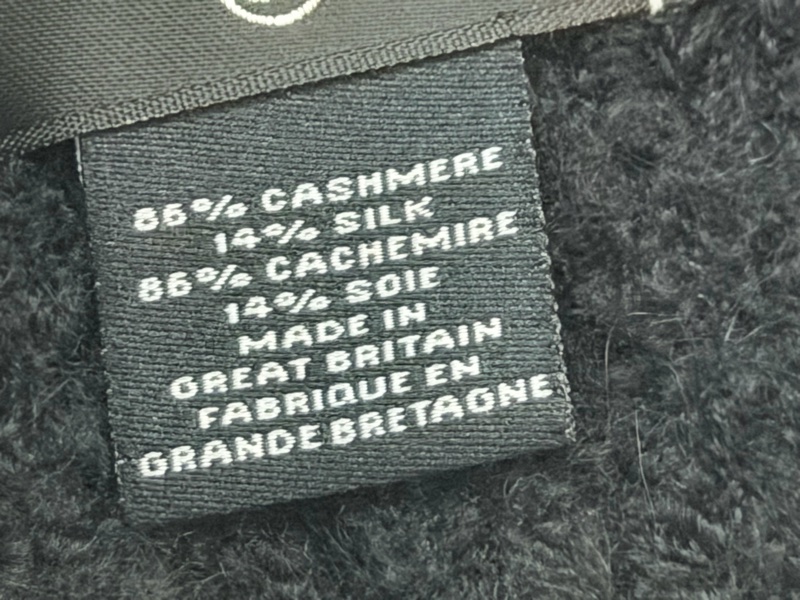 86% CASHMERE
14% SILK
86% CACHEMIRE
14% SOIE
MADE IN
GREAT BRITAIN
FABRIQUE EN
GRANDE BRETAGNE